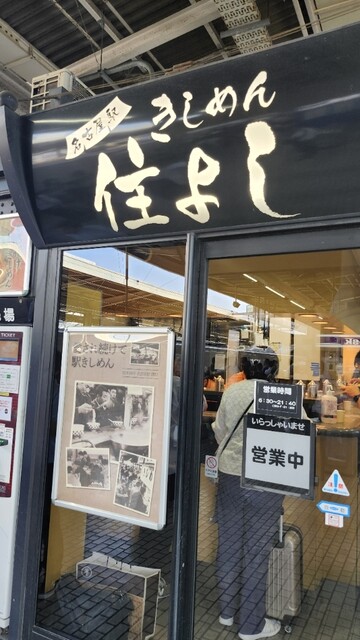 名古屋駅
きしめん
住よし
駅きしめん
営業時間
6:30～21:40
いらっしゃいませ
営業中
TICKET
場